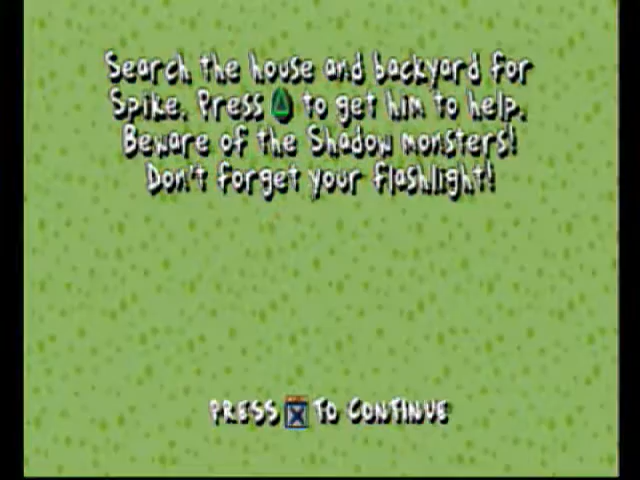 Search the house and backyard for
Spike. Press △ to get him to help.
Beware of the Shadow monsters!
Don't forget your flashlight!
PRESS X TO CONTINUE